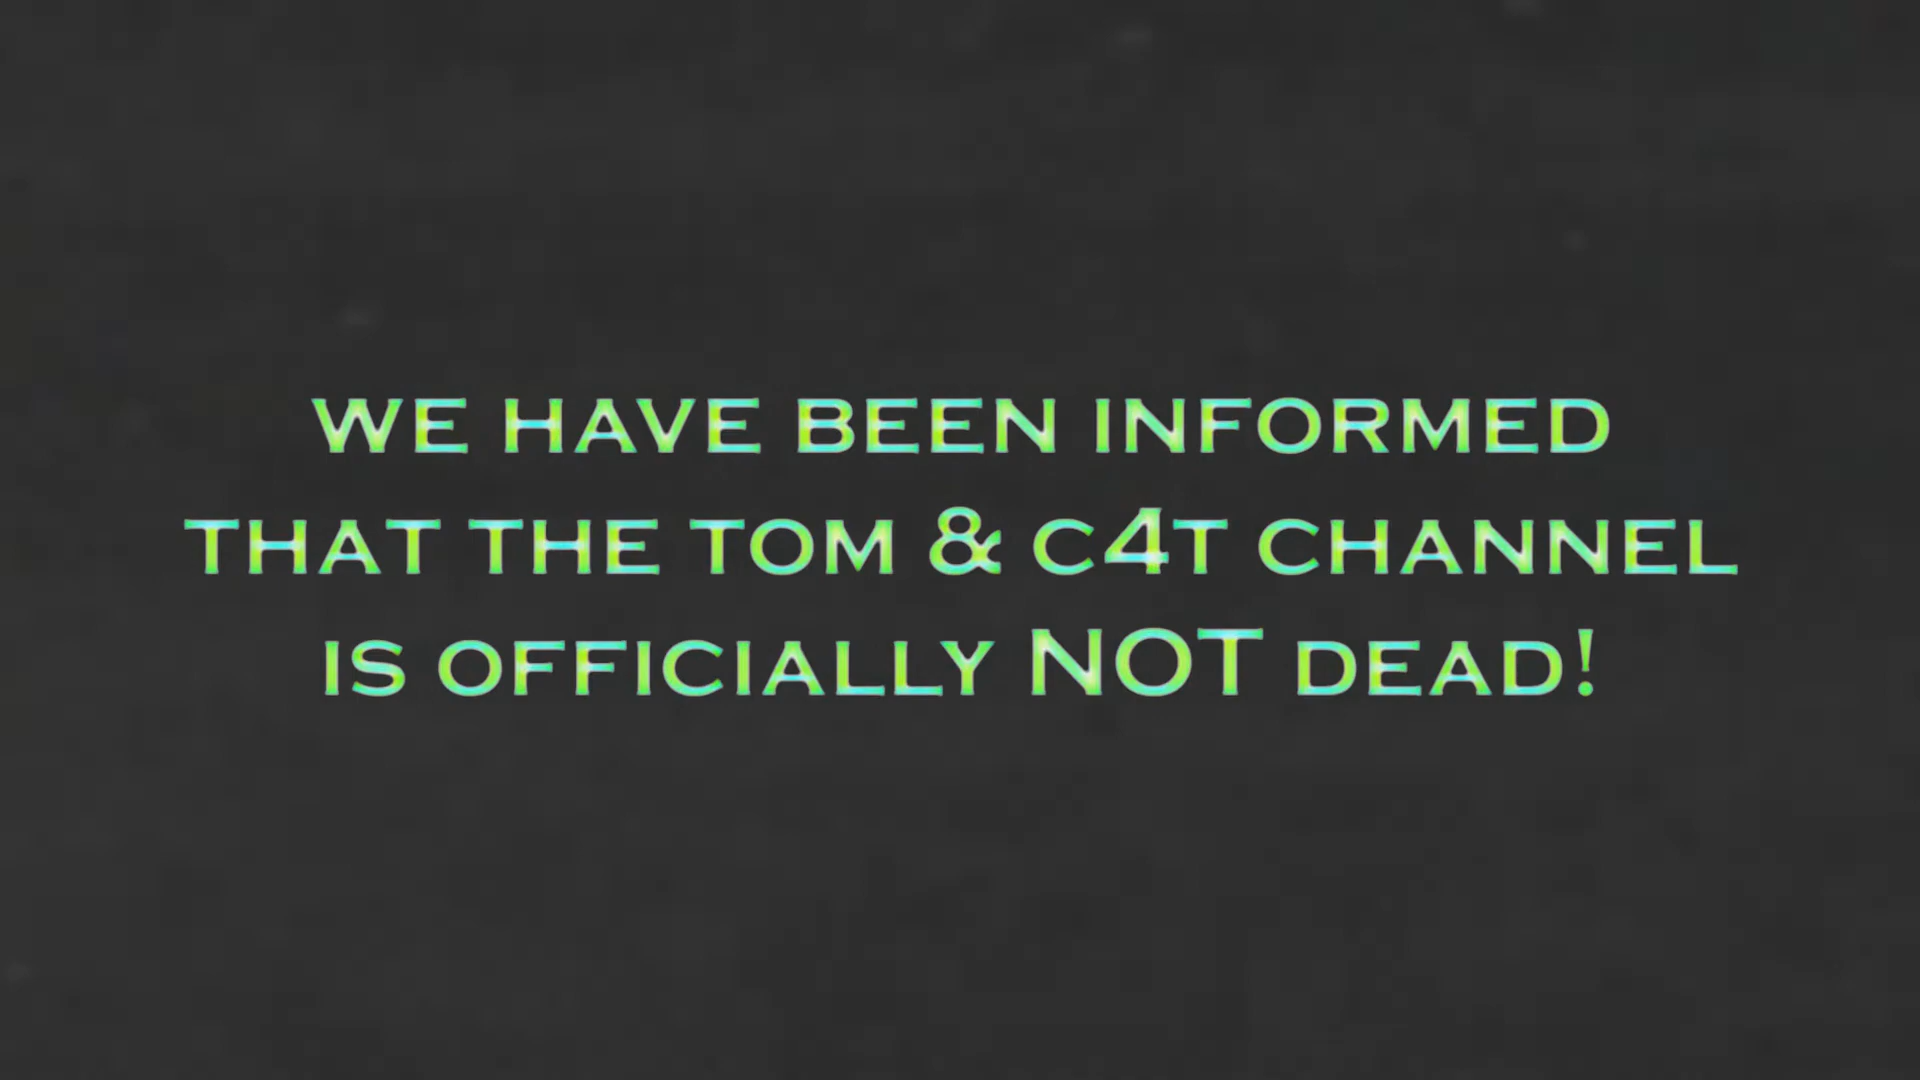 WE HAVE BEEN INFORMED
THAT THE TOM & C4T CHANNEL
IS OFFICIALLY NOT DEAD!